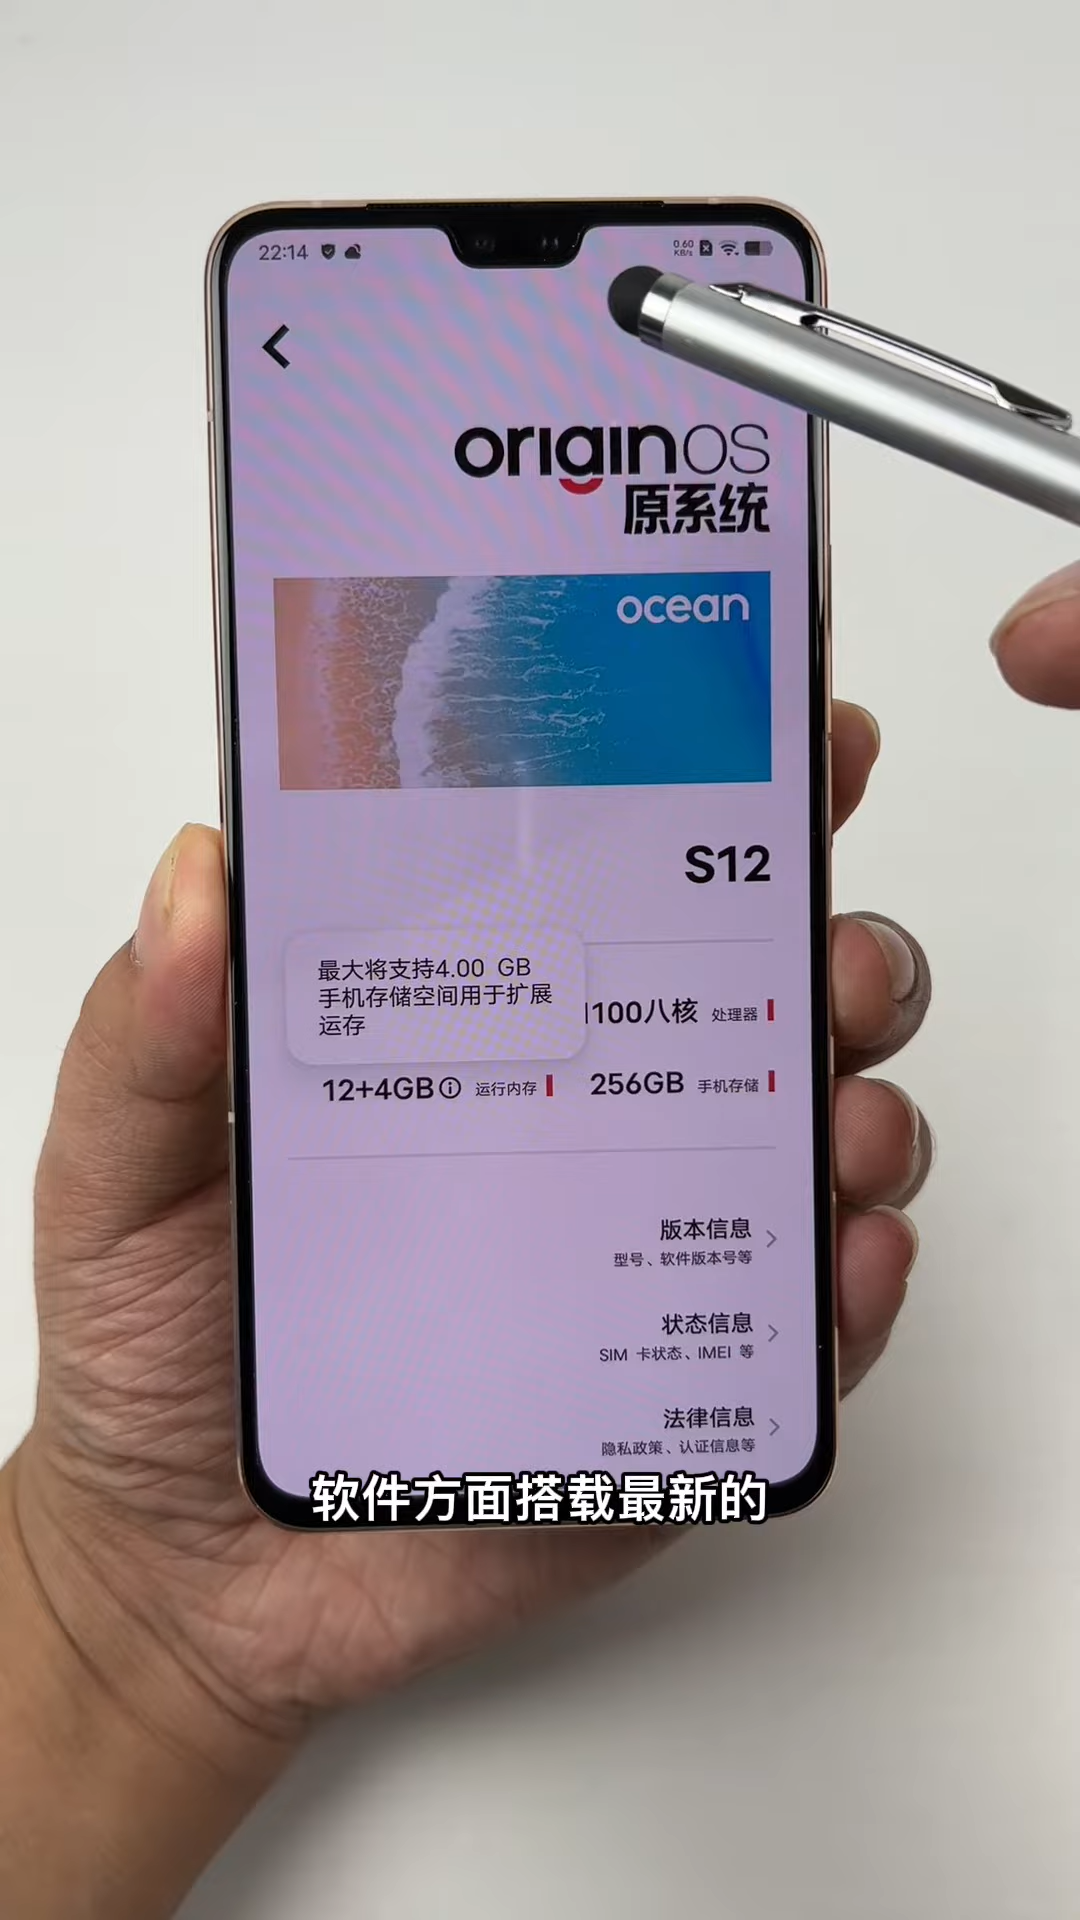 22:14
0.60
KB/s
originOS
原系统
ocean
S12
最大将支持4.00 GB
手机存储空间用于扩展
运存
100八核 处理器
12+4GB 运行内存
256GB 手机存储
版本信息
型号、软件版本号等
状态信息
SIM 卡状态、IMEI 等
法律信息
隐私政策、认证信息等
软件方面搭载最新的